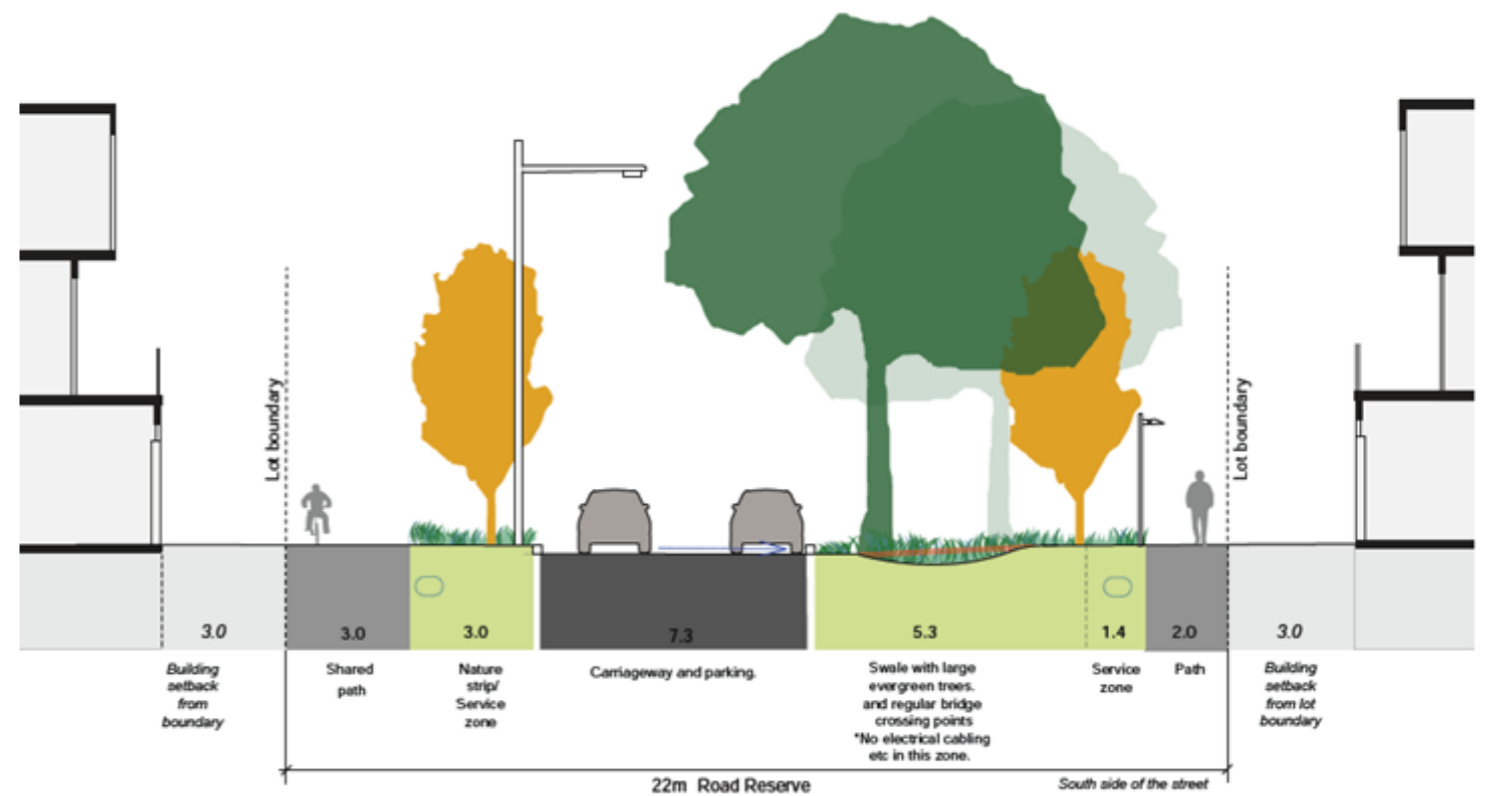 Lot boundary
Lot boundary
3.0
3.0
3.0
7.3
5.3
1.4
2.0
3.0
Building
setback
from
boundary
Shared
path
Nature
strip/
Service
zone
Carriageway and parking.
Swale with large
evergreen trees.
and regular bridge
crossing points
*No electrical cabling
etc in this zone.
Service
zone
Path
Building
setback
from lot
boundary
22m Road Reserve
South side of the street